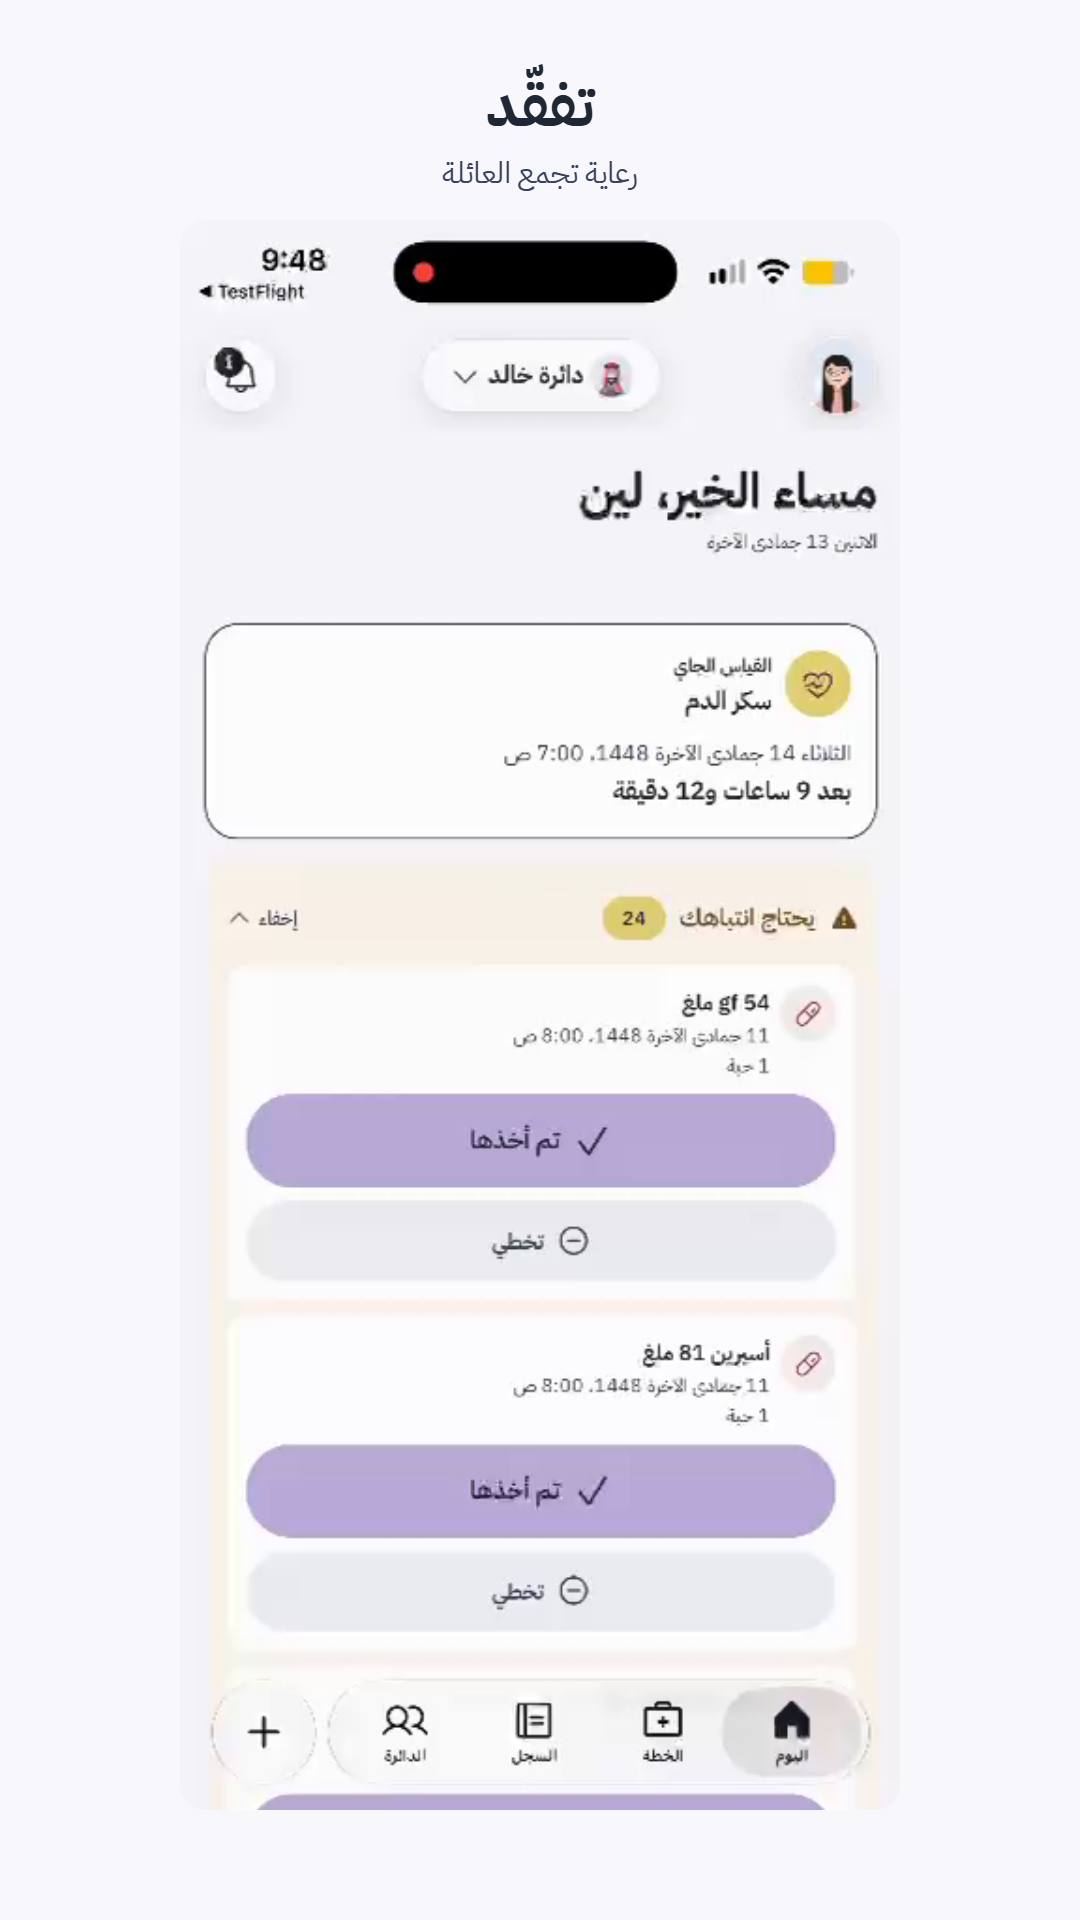 تفقّد
رعاية تجمع العائلة
9:48
◀ TestFlight
دائرة خالد
1
مساء الخير، لين
الاثنين 13 جمادى الآخرة
القياس الجاي
سكر الدم
الثلاثاء 14 جمادى الآخرة 1448، 7:00 ص
بعد 9 ساعات و12 دقيقة
يحتاج انتباهك 24
إخفاء
gf 54 ملغ
11 جمادى الآخرة 1448، 8:00 ص
1 حبة
تم أخذها
تخطي
أسبرين 81 ملغ
11 جمادى الآخرة 1448، 8:00 ص
1 حبة
تم أخذها
تخطي
اليوم
الخطة
السجل
الدائرة